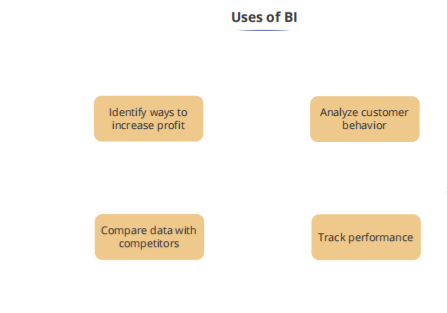 Uses of BI
Identify ways to
increase profit
Analyze customer
behavior
Compare data with
competitors
Track performance